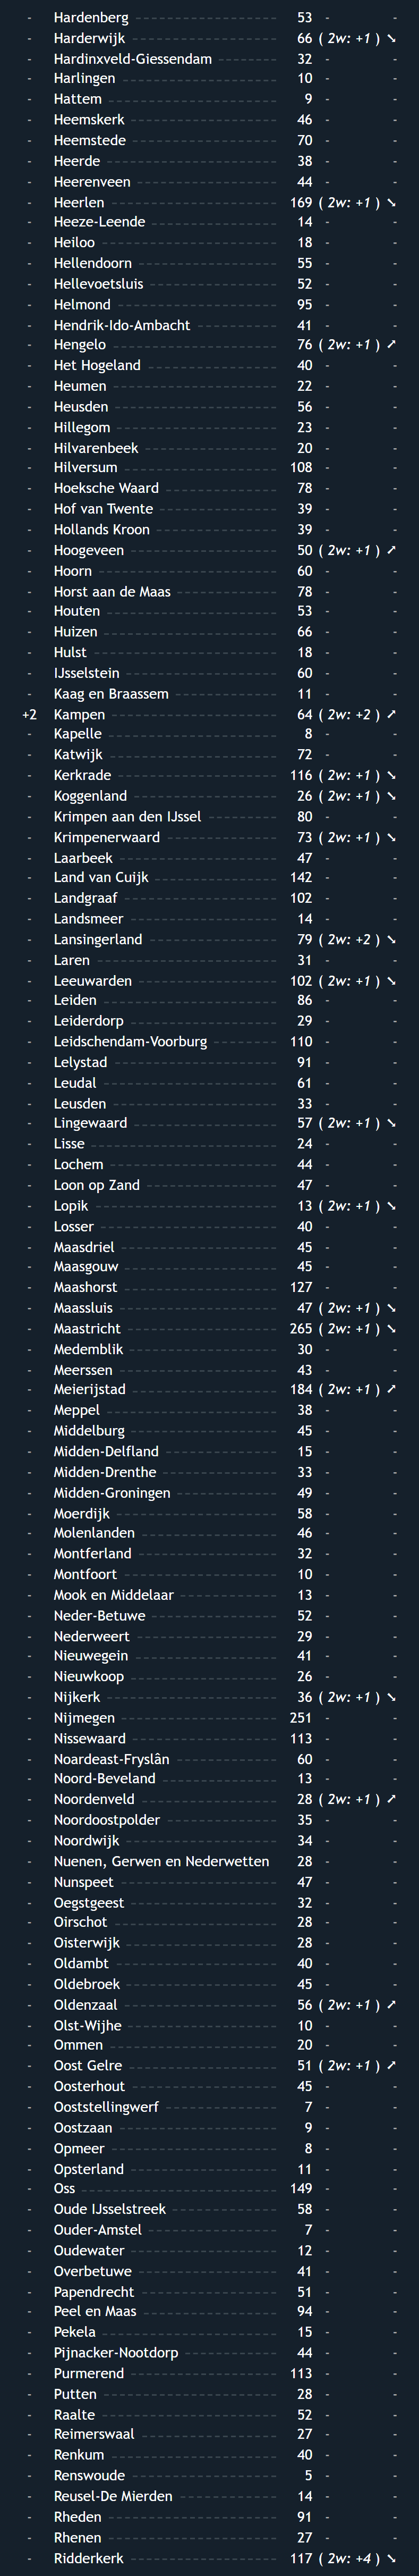 - Hardenberg 53 - -
- Harderwijk 66 ( 2w: +1 ) ➘
- Hardinxveld-Giessendam 32 - -
- Harlingen 10 - -
- Hattem 9 - -
- Heemskerk 46 - -
- Heemstede 70 - -
- Heerde 38 - -
- Heerenveen 44 - -
- Heerlen 169 ( 2w: +1 ) ➘
- Heeze-Leende 14 - -
- Heiloo 18 - -
- Hellendoorn 55 - -
- Hellevoetsluis 52 - -
- Helmond 95 - -
- Hendrik-Ido-Ambacht 41 - -
- Hengelo 76 ( 2w: +1 ) ➚
- Het Hogeland 40 - -
- Heumen 22 - -
- Heusden 56 - -
- Hillegom 23 - -
- Hilvarenbeek 20 - -
- Hilversum 108 - -
- Hoeksche Waard 78 - -
- Hof van Twente 39 - -
- Hollands Kroon 39 - -
- Hoogeveen 50 ( 2w: +1 ) ➚
- Hoorn 60 - -
- Horst aan de Maas 78 - -
- Houten 53 - -
- Huizen 66 - -
- Hulst 18 - -
- IJsselstein 60 - -
- Kaag en Braassem 11 - -
+2 Kampen 64 ( 2w: +2 ) ➚
- Kapelle 8 - -
- Katwijk 72 - -
- Kerkrade 116 ( 2w: +1 ) ➘
- Koggenland 26 ( 2w: +1 ) ➘
- Krimpen aan den IJssel 80 - -
- Krimpenerwaard 73 ( 2w: +1 ) ➘
- Laarbeek 47 - -
- Land van Cuijk 142 - -
- Landgraaf 102 - -
- Landsmeer 14 - -
- Lansingerland 79 ( 2w: +2 ) ➘
- Laren 31 - -
- Leeuwarden 102 ( 2w: +1 ) ➘
- Leiden 86 - -
- Leiderdorp 29 - -
- Leidschendam-Voorburg 110 - -
- Lelystad 91 - -
- Leudal 61 - -
- Leusden 33 - -
- Lingewaard 57 ( 2w: +1 ) ➘
- Lisse 24 - -
- Lochem 44 - -
- Loon op Zand 47 - -
- Lopik 13 ( 2w: +1 ) ➘
- Losser 40 - -
- Maasdriel 45 - -
- Maasgouw 45 - -
- Maashorst 127 - -
- Maassluis 47 ( 2w: +1 ) ➘
- Maastricht 265 ( 2w: +1 ) ➘
- Medemblik 30 - -
- Meerssen 43 - -
- Meierijstad 184 ( 2w: +1 ) ➚
- Meppel 38 - -
- Middelburg 45 - -
- Midden-Delfland 15 - -
- Midden-Drenthe 33 - -
- Midden-Groningen 49 - -
- Moerdijk 58 - -
- Molenlanden 46 - -
- Montferland 32 - -
- Montfoort 10 - -
- Mook en Middelaar 13 - -
- Neder-Betuwe 52 - -
- Nederweert 29 - -
- Nieuwegein 41 - -
- Nieuwkoop 26 - -
- Nijkerk 36 ( 2w: +1 ) ➘
- Nijmegen 251 - -
- Nissewaard 113 - -
- Noardeast-Fryslân 60 - -
- Noord-Beveland 13 - -
- Noordenveld 28 ( 2w: +1 ) ➚
- Noordoostpolder 35 - -
- Noordwijk 34 - -
- Nuenen, Gerwen en Nederwetten 28 - -
- Nunspeet 47 - -
- Oegstgeest 32 - -
- Oirschot 28 - -
- Oisterwijk 28 - -
- Oldambt 40 - -
- Oldebroek 45 - -
- Oldenzaal 56 ( 2w: +1 ) ➚
- Olst-Wijhe 10 - -
- Ommen 20 - -
- Oost Gelre 51 ( 2w: +1 ) ➚
- Oosterhout 45 - -
- Ooststellingwerf 7 - -
- Oostzaan 9 - -
- Opmeer 8 - -
- Opsterland 11 - -
- Oss 149 - -
- Oude IJsselstreek 58 - -
- Ouder-Amstel 7 - -
- Oudewater 12 - -
- Overbetuwe 41 - -
- Papendrecht 51 - -
- Peel en Maas 94 - -
- Pekela 15 - -
- Pijnacker-Nootdorp 44 - -
- Purmerend 113 - -
- Putten 28 - -
- Raalte 52 - -
- Reimerswaal 27 - -
- Renkum 40 - -
- Renswoude 5 - -
- Reusel-De Mierden 14 - -
- Rheden 91 - -
- Rhenen 27 - -
- Ridderkerk 117 ( 2w: +4 ) ➘